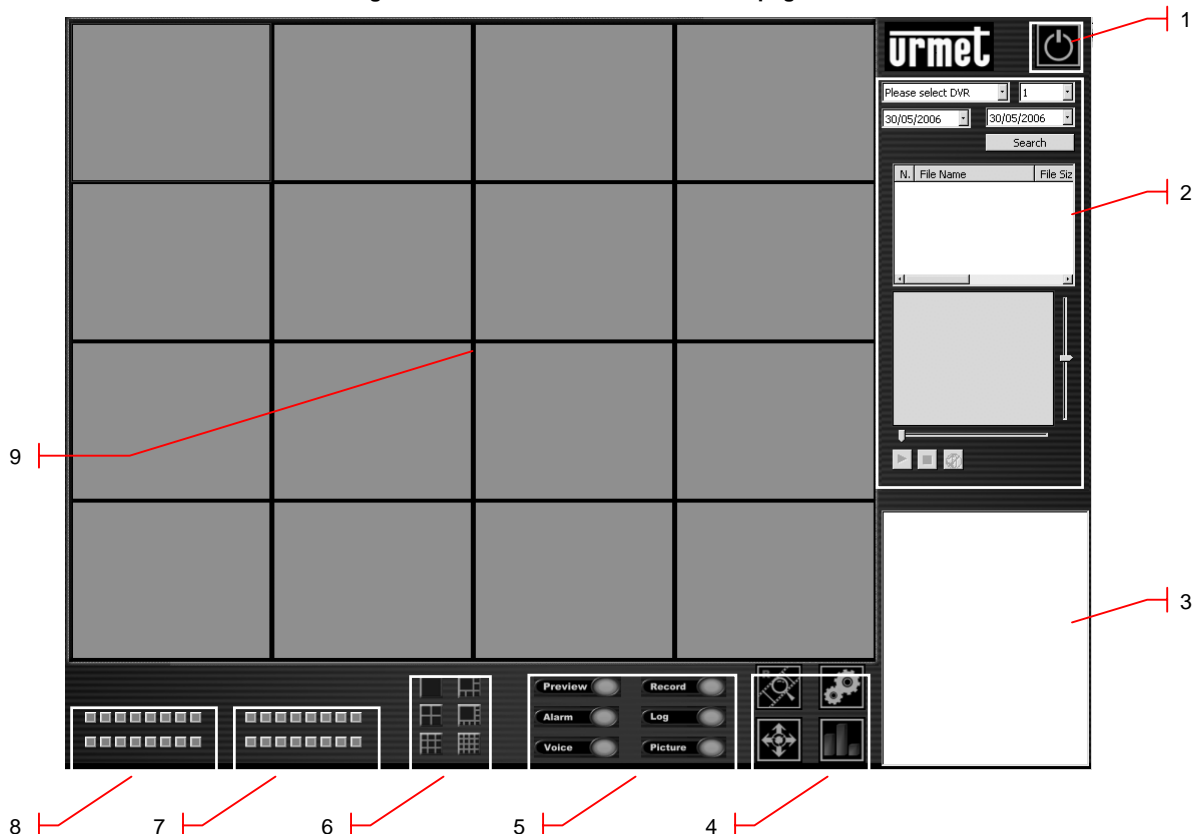 urmet
1
Please select DVR
1
30/05/2006
30/05/2006
Search
N.
File Name
File Siz
2
9
3
Preview
Record
Alarm
Log
Voice
Picture
8
7
6
5
4